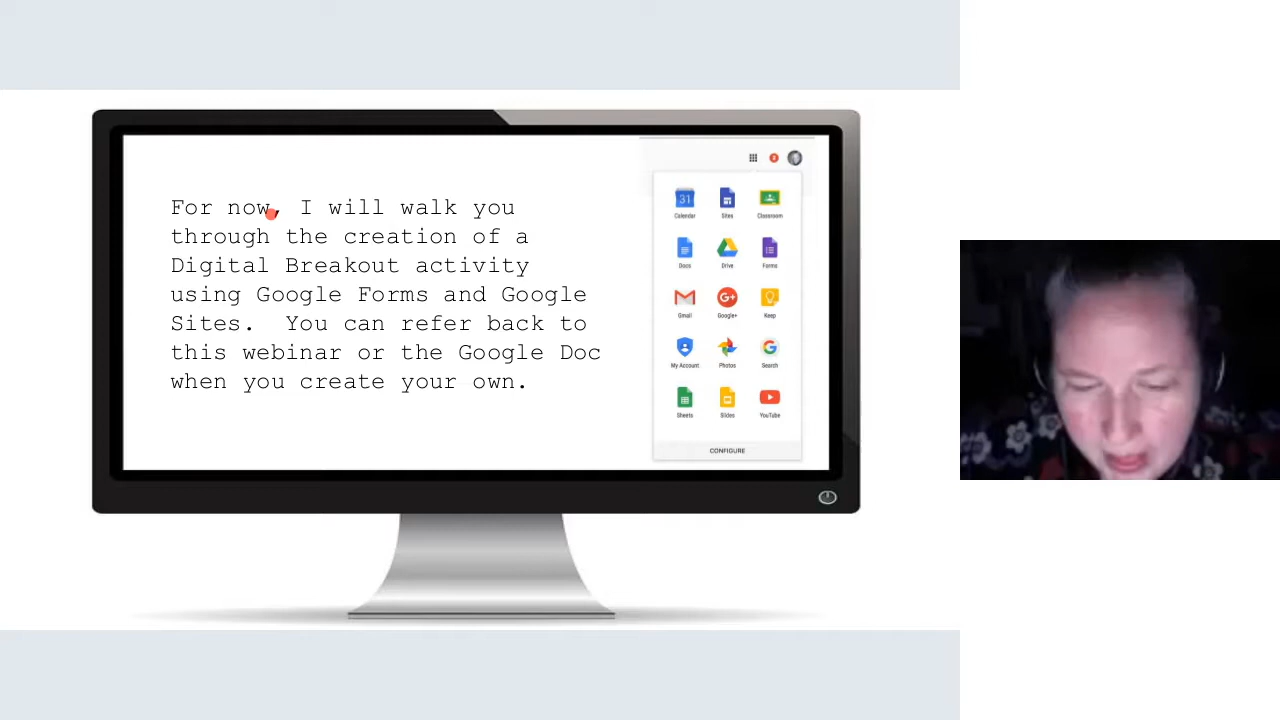 For now, I will walk you
through the creation of a
Digital Breakout activity
using Google Forms and Google
Sites.  You can refer back to
this webinar or the Google Doc
when you create your own.
31
Calendar Sites Classroom
Docs Drive Forms
G+
Gmail Google+ Keep
My Account Photos Search
Sheets Slides YouTube
CONFIGURE